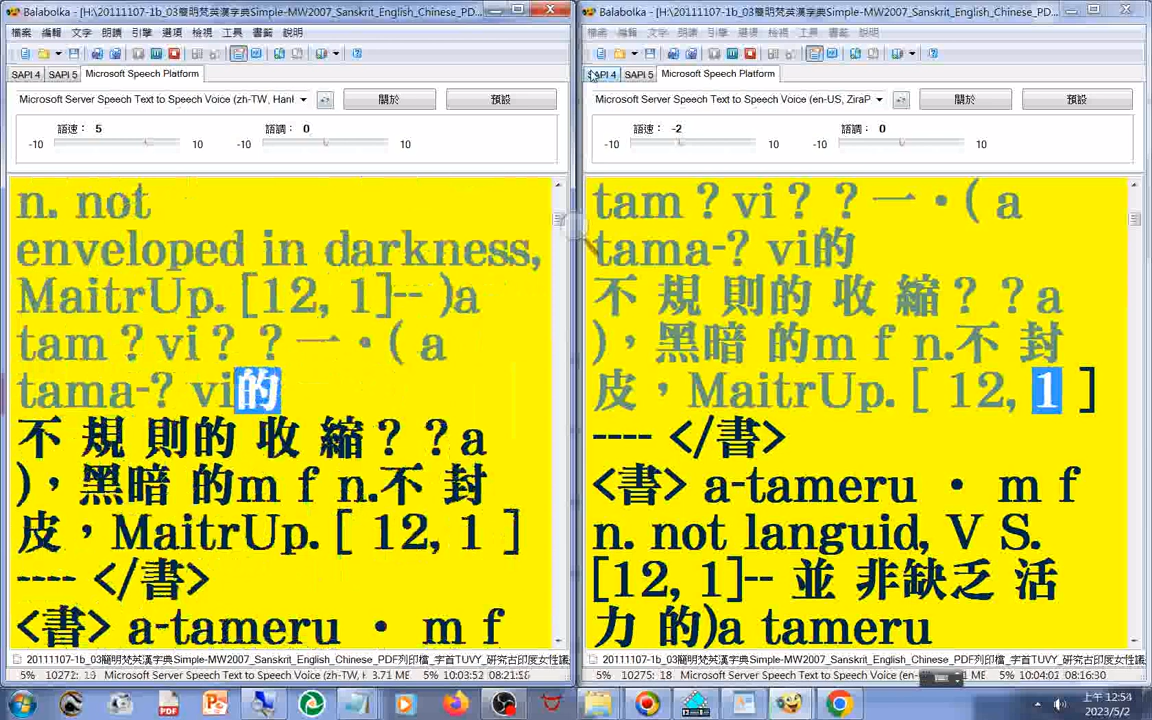 Balabolka - [H:\20111107-1b_03簡明梵英漢字典Simple-MW2007_Sanskrit_English_Chinese_PD...
檔案 編輯 文字 朗讀 引擎 選項 檢視 工具 書籤 說明
SAPI 4 SAPI 5 Microsoft Speech Platform
Microsoft Server Speech Text to Speech Voice (zh-TW, Hanl 關於 預設
語速： 5 語調： 0
-10 10 -10 10
n. not
enveloped in darkness,
MaitrUp. [12, 1]-- )a
tam？vi？ ？一•( a
tama-？ vi的
不 規 則的 收 縮？？a
)，黑暗 的m f n.不 封
皮，MaitrUp. [ 12, 1 ]
---- </書>
<書> a-tameru • m f
20111107-1b_03簡明梵英漢字典Simple-MW2007_Sanskrit_English_Chinese_PDF列印檔_字首TUVY_研究古印度女性議
5% 10272: 19 Microsoft Server Speech Text to Speech Voice (zh-TW, H 3.71 ME 5% 10:03:52 08:21:58
Balabolka - [H:\20111107-1b_03簡明梵英漢字典Simple-MW2007_Sanskrit_English_Chinese_PD...
檔案 編輯 文字 朗讀 引擎 選項 檢視 工具 書籤 說明
SAPI 4 SAPI 5 Microsoft Speech Platform
Microsoft Server Speech Text to Speech Voice (en-US, ZiraP 關於 預設
語速： -2 語調： 0
-10 10 -10 10
tam？vi？ ？一•( a
tama-？ vi的
不 規 則的 收 縮？？a
)，黑暗 的m f n.不 封
皮，MaitrUp. [ 12, 1 ]
---- </書>
<書> a-tameru • m f
n. not languid, V S.
[12, 1]-- 並 非缺乏 活
力 的)a tameru
20111107-1b_03簡明梵英漢字典Simple-MW2007_Sanskrit_English_Chinese_PDF列印檔_字首TUVY_研究古印度女性議
5% 10275: 18 Microsoft Server Speech Text to Speech Voice (en-US 5% 10:04:02 08:16:30
上午 12:54
2023/5/2